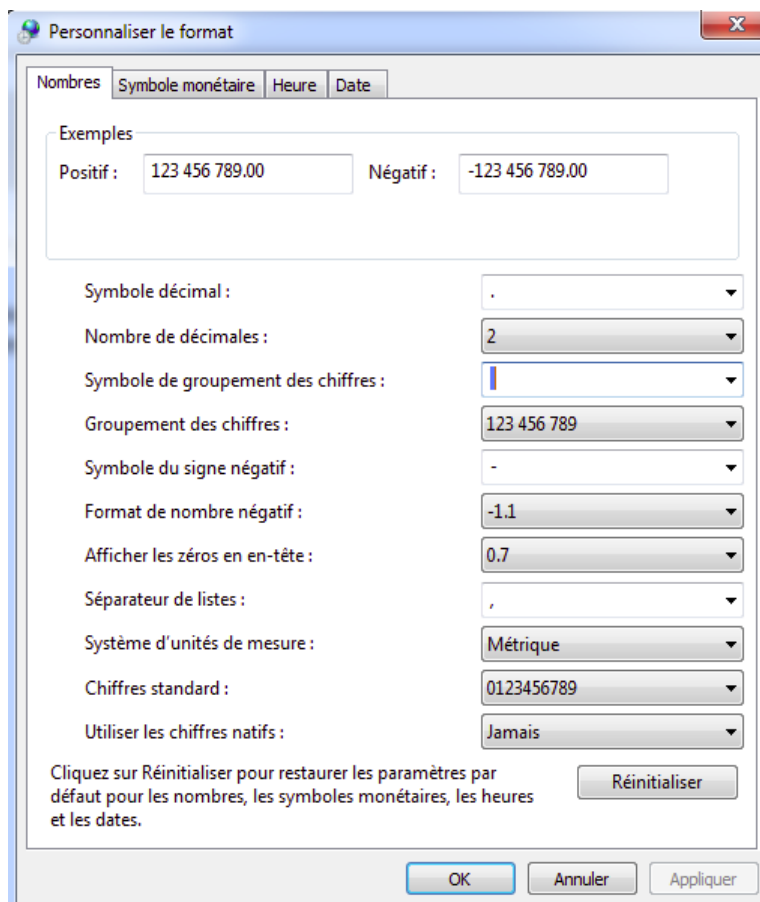 Personnaliser le format
Nombres Symbole monétaire Heure Date
Exemples
Positif : 123 456 789.00 Négatif : -123 456 789.00
Symbole décimal : .
Nombre de décimales : 2
Symbole de groupement des chiffres :
Groupement des chiffres : 123 456 789
Symbole du signe négatif : -
Format de nombre négatif : -1.1
Afficher les zéros en en-tête : 0.7
Séparateur de listes : ,
Système d'unités de mesure : Métrique
Chiffres standard : 0123456789
Utiliser les chiffres natifs : Jamais
Cliquez sur Réinitialiser pour restaurer les paramètres par
défaut pour les nombres, les symboles monétaires, les heures
et les dates.
Réinitialiser
OK Annuler Appliquer